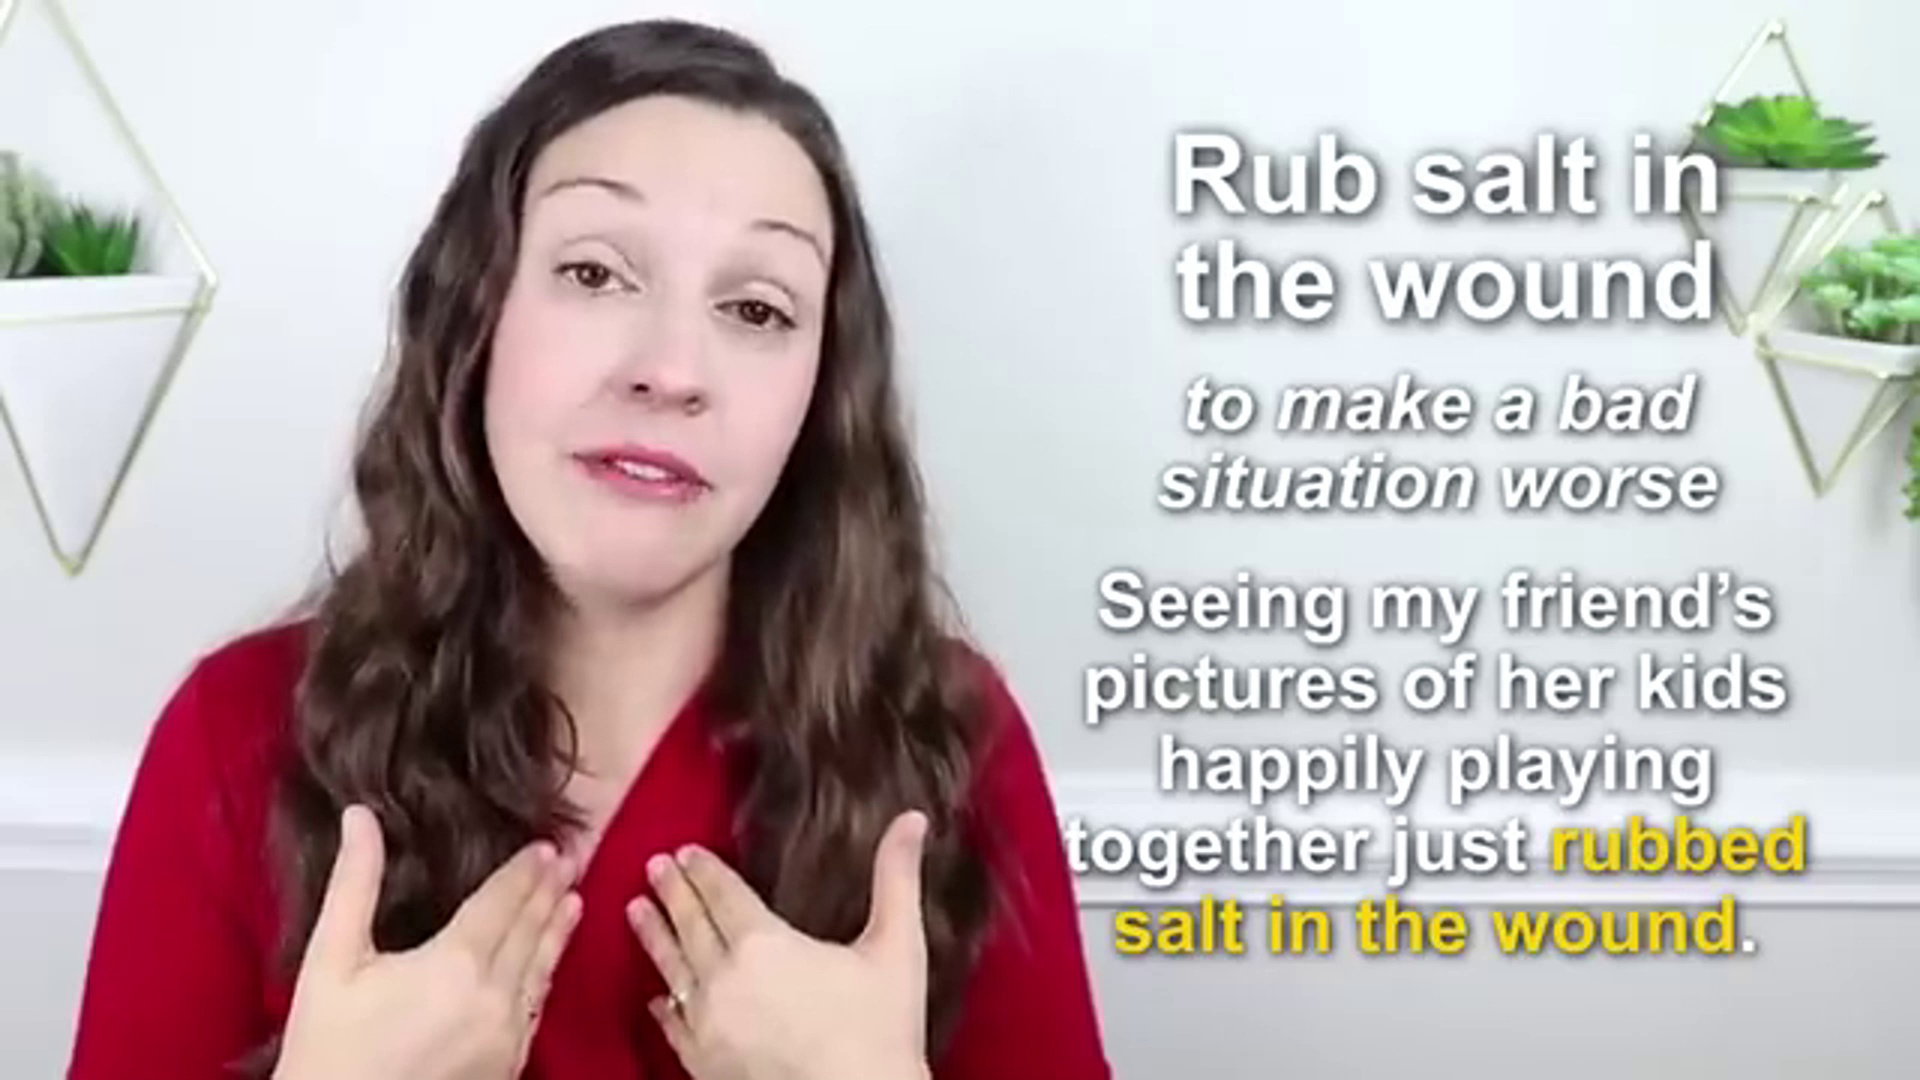 Rub salt in
the wound
to make a bad
situation worse
Seeing my friend’s
pictures of her kids
happily playing
together just rubbed
salt in the wound.